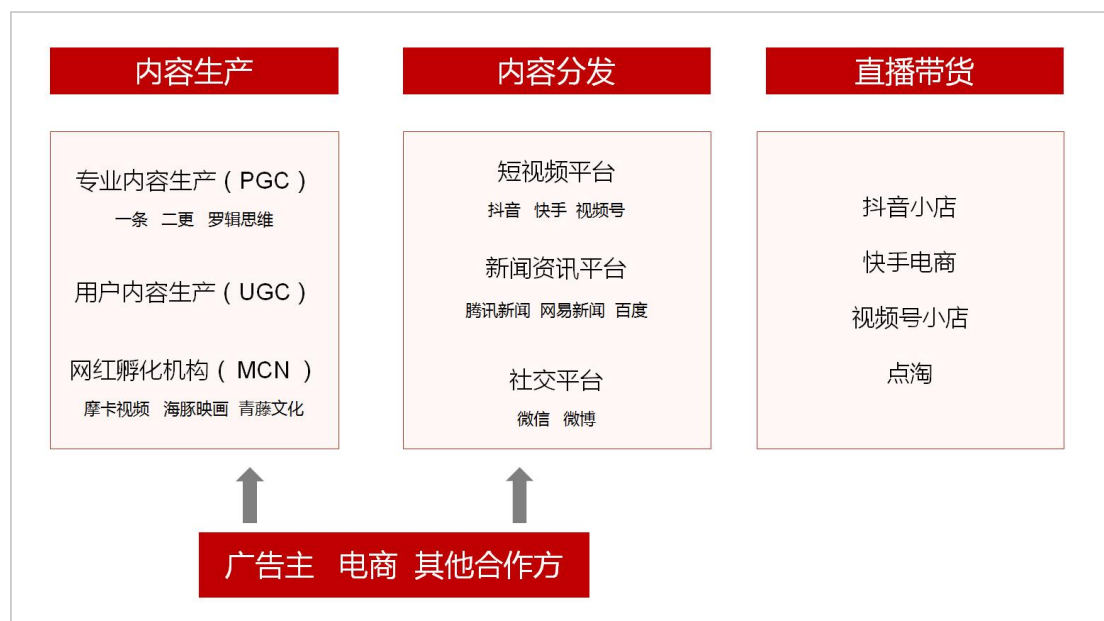 内容生产
专业内容生产（PGC）
一条 二更 罗辑思维
用户内容生产（UGC）
网红孵化机构（ MCN ）
摩卡视频 海豚映画 青藤文化
内容分发
短视频平台
抖音 快手 视频号
新闻资讯平台
腾讯新闻 网易新闻 百度
社交平台
微信 微博
直播带货
抖音小店
快手电商
视频号小店
点淘
广告主 电商 其他合作方